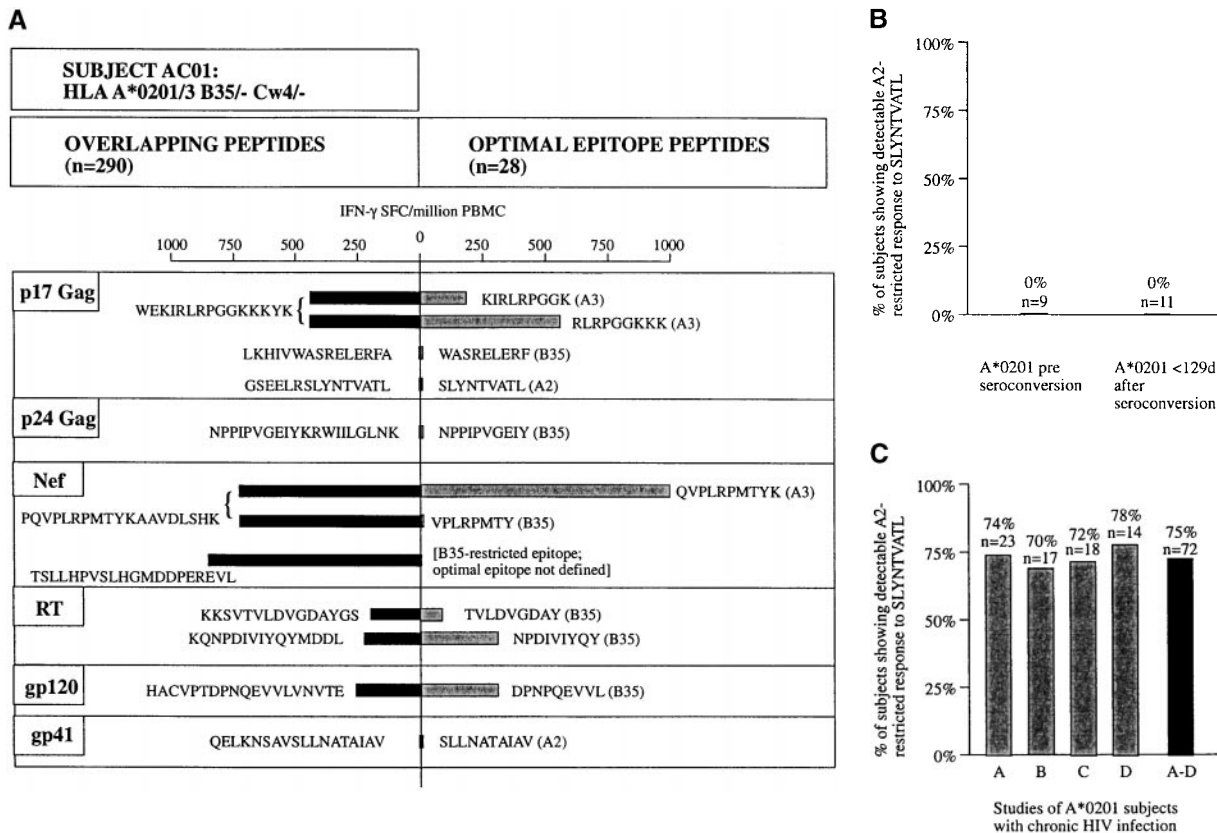 A
SUBJECT AC01:
HLA A*0201/3 B35/- Cw4/-
OVERLAPPING PEPTIDES
(n=290)
OPTIMAL EPITOPE PEPTIDES
(n=28)
IFN-γ SFC/million PBMC
1000 750 500 250 0 250 500 750 1000
p17 Gag
WEKIRLRPGGKKKYK {
KIRLRPGGK (A3)
RLRPGGKKK (A3)
LKHIVWASRELERFA
WASRELERF (B35)
GSEELRSLYNTVATL
SLYNTVATL (A2)
p24 Gag
NPPIPVGEIYKRWIILGLNK
NPPIPVGEIY (B35)
Nef
PQVPLRPMTYKAAVDLSHK {
QVPLRPMTYK (A3)
VPLRPMTY (B35)
TSLLHPVSLHGMDDPEREVL
[B35-restricted epitope;
optimal epitope not defined]
RT
KKSVTVLDVGDAYGS
TVLDVGDAY (B35)
KQNPDIVIYQYMDDL
NPDIVIYQY (B35)
gp120
HACVPTDPNQEVVLVNVTE
DPNPQEVVL (B35)
gp41
QELKNSAVSLLNATAIAV
SLLNATAIAV (A2)
B
% of subjects showing detectable A2-
restricted response to SLYNTVATL
100%
75%
50%
25%
0%
0%
n=9
0%
n=11
A*0201 pre
seroconversion
A*0201 <129d
after
seroconversion
C
% of subjects showing detectable A2-
restricted response to SLYNTVATL
100%
75%
50%
25%
0%
74%
n=23
70%
n=17
72%
n=18
78%
n=14
75%
n=72
A B C D A-D
Studies of A*0201 subjects
with chronic HIV infection